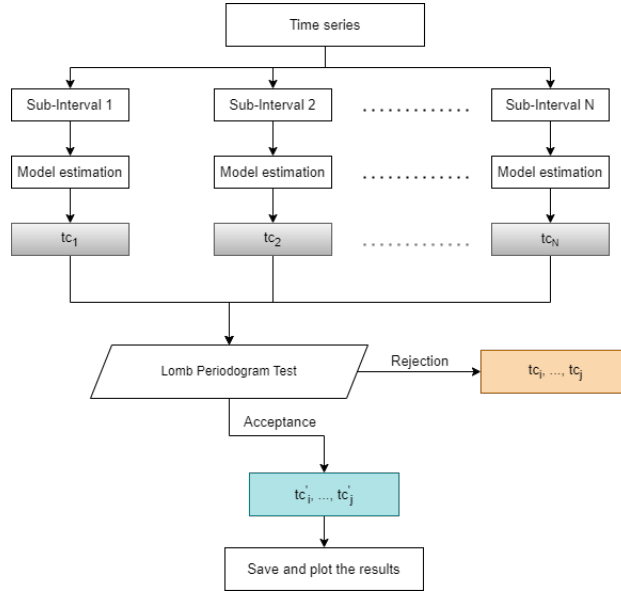 Time series
Sub-Interval 1
Sub-Interval 2
.............
Sub-Interval N
Model estimation
Model estimation
.............
Model estimation
tc₁
tc₂
.............
tc_N
Lomb Periodogram Test
Rejection
tcᵢ, ..., tcⱼ
Acceptance
tc'ᵢ, ..., tc'ⱼ
Save and plot the results